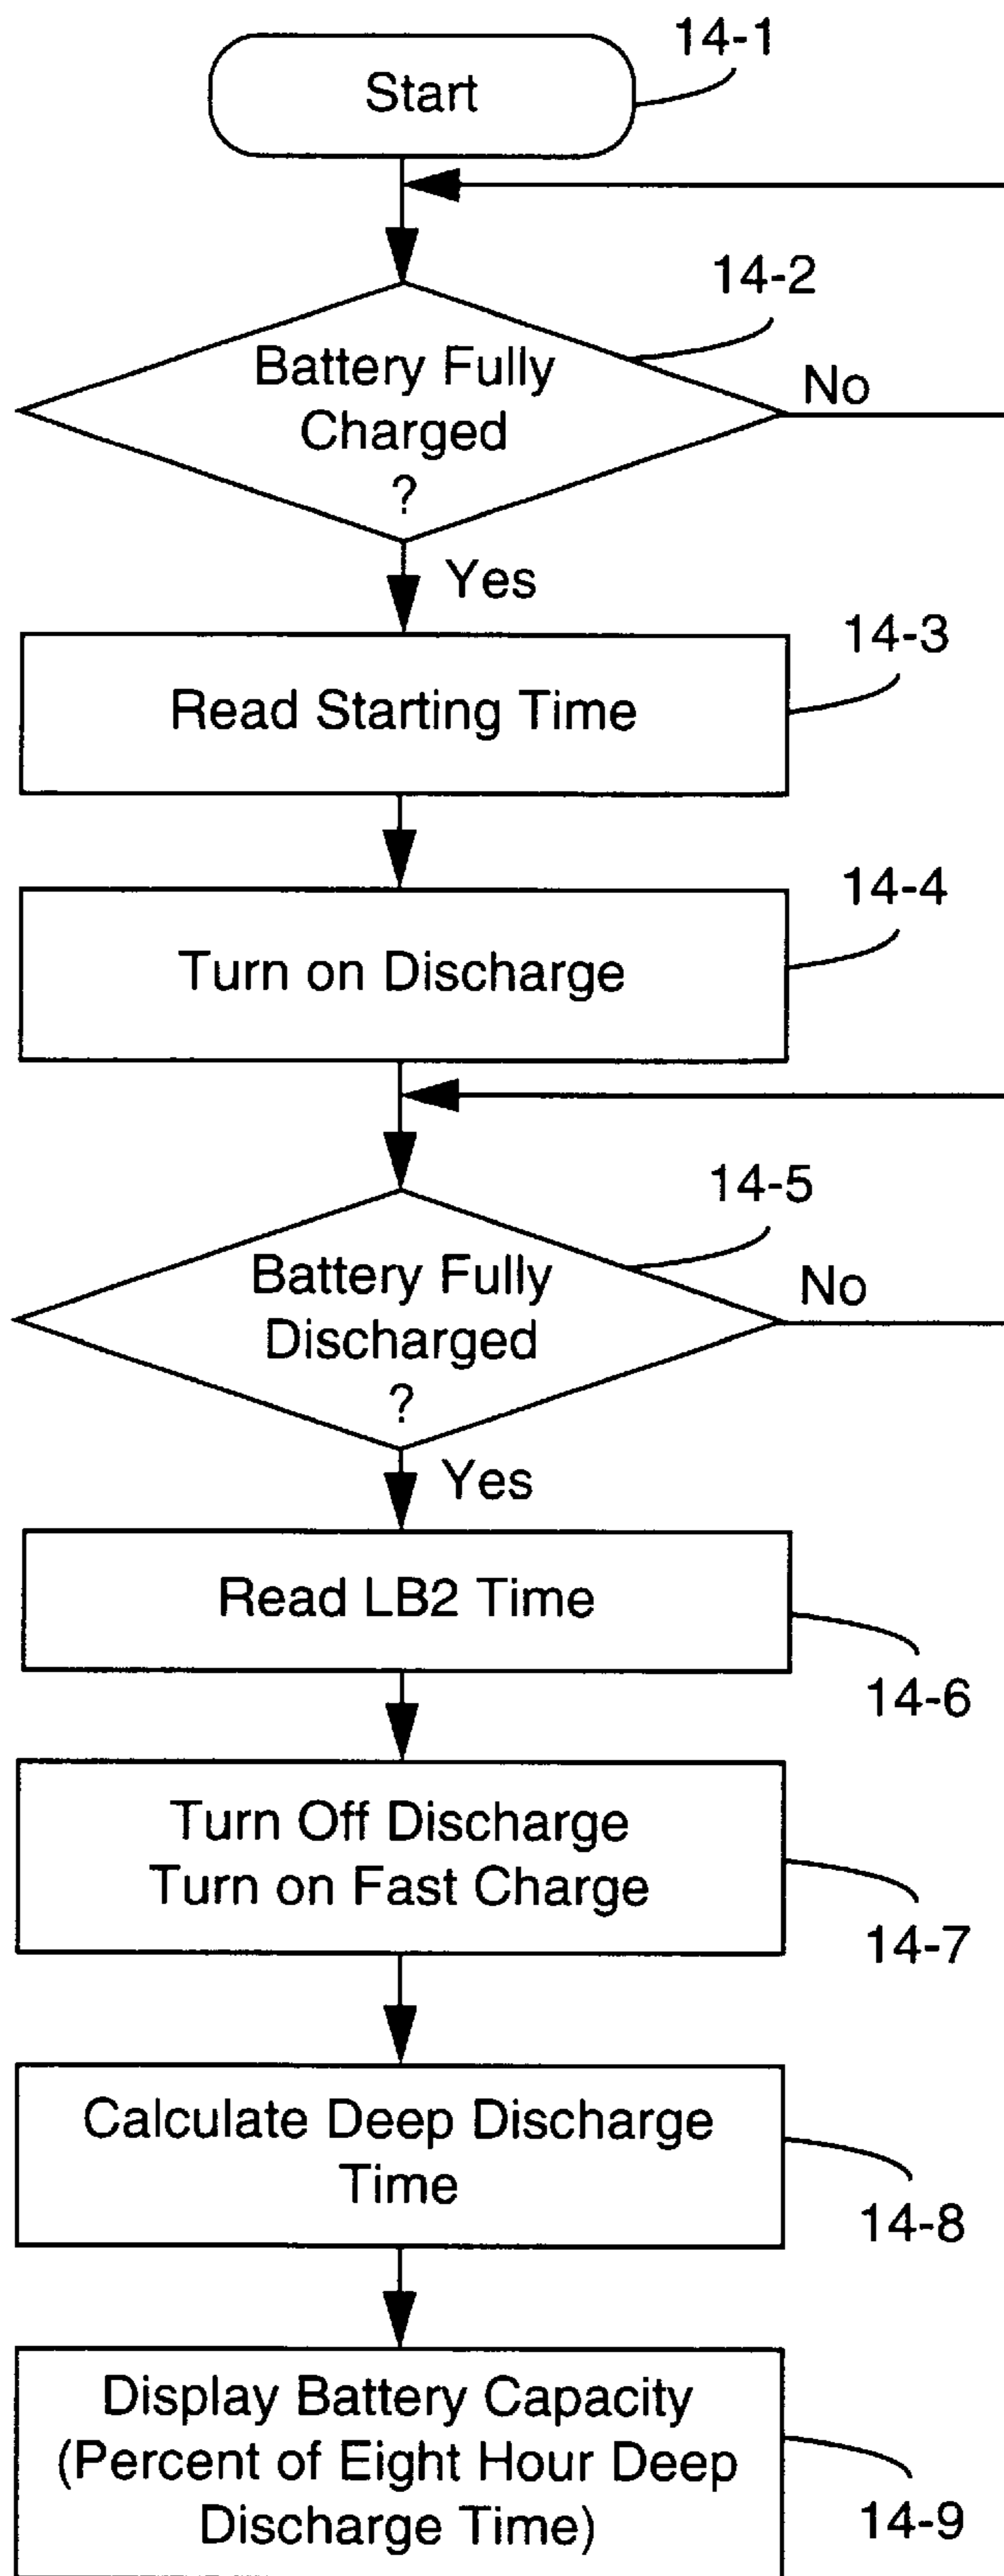 14-1
Start
14-2
Battery Fully
Charged
?
No
Yes
14-3
Read Starting Time
14-4
Turn on Discharge
14-5
Battery Fully
Discharged
?
No
Yes
Read LB2 Time
14-6
Turn Off Discharge
Turn on Fast Charge
14-7
Calculate Deep Discharge
Time
14-8
Display Battery Capacity
(Percent of Eight Hour Deep
Discharge Time)
14-9